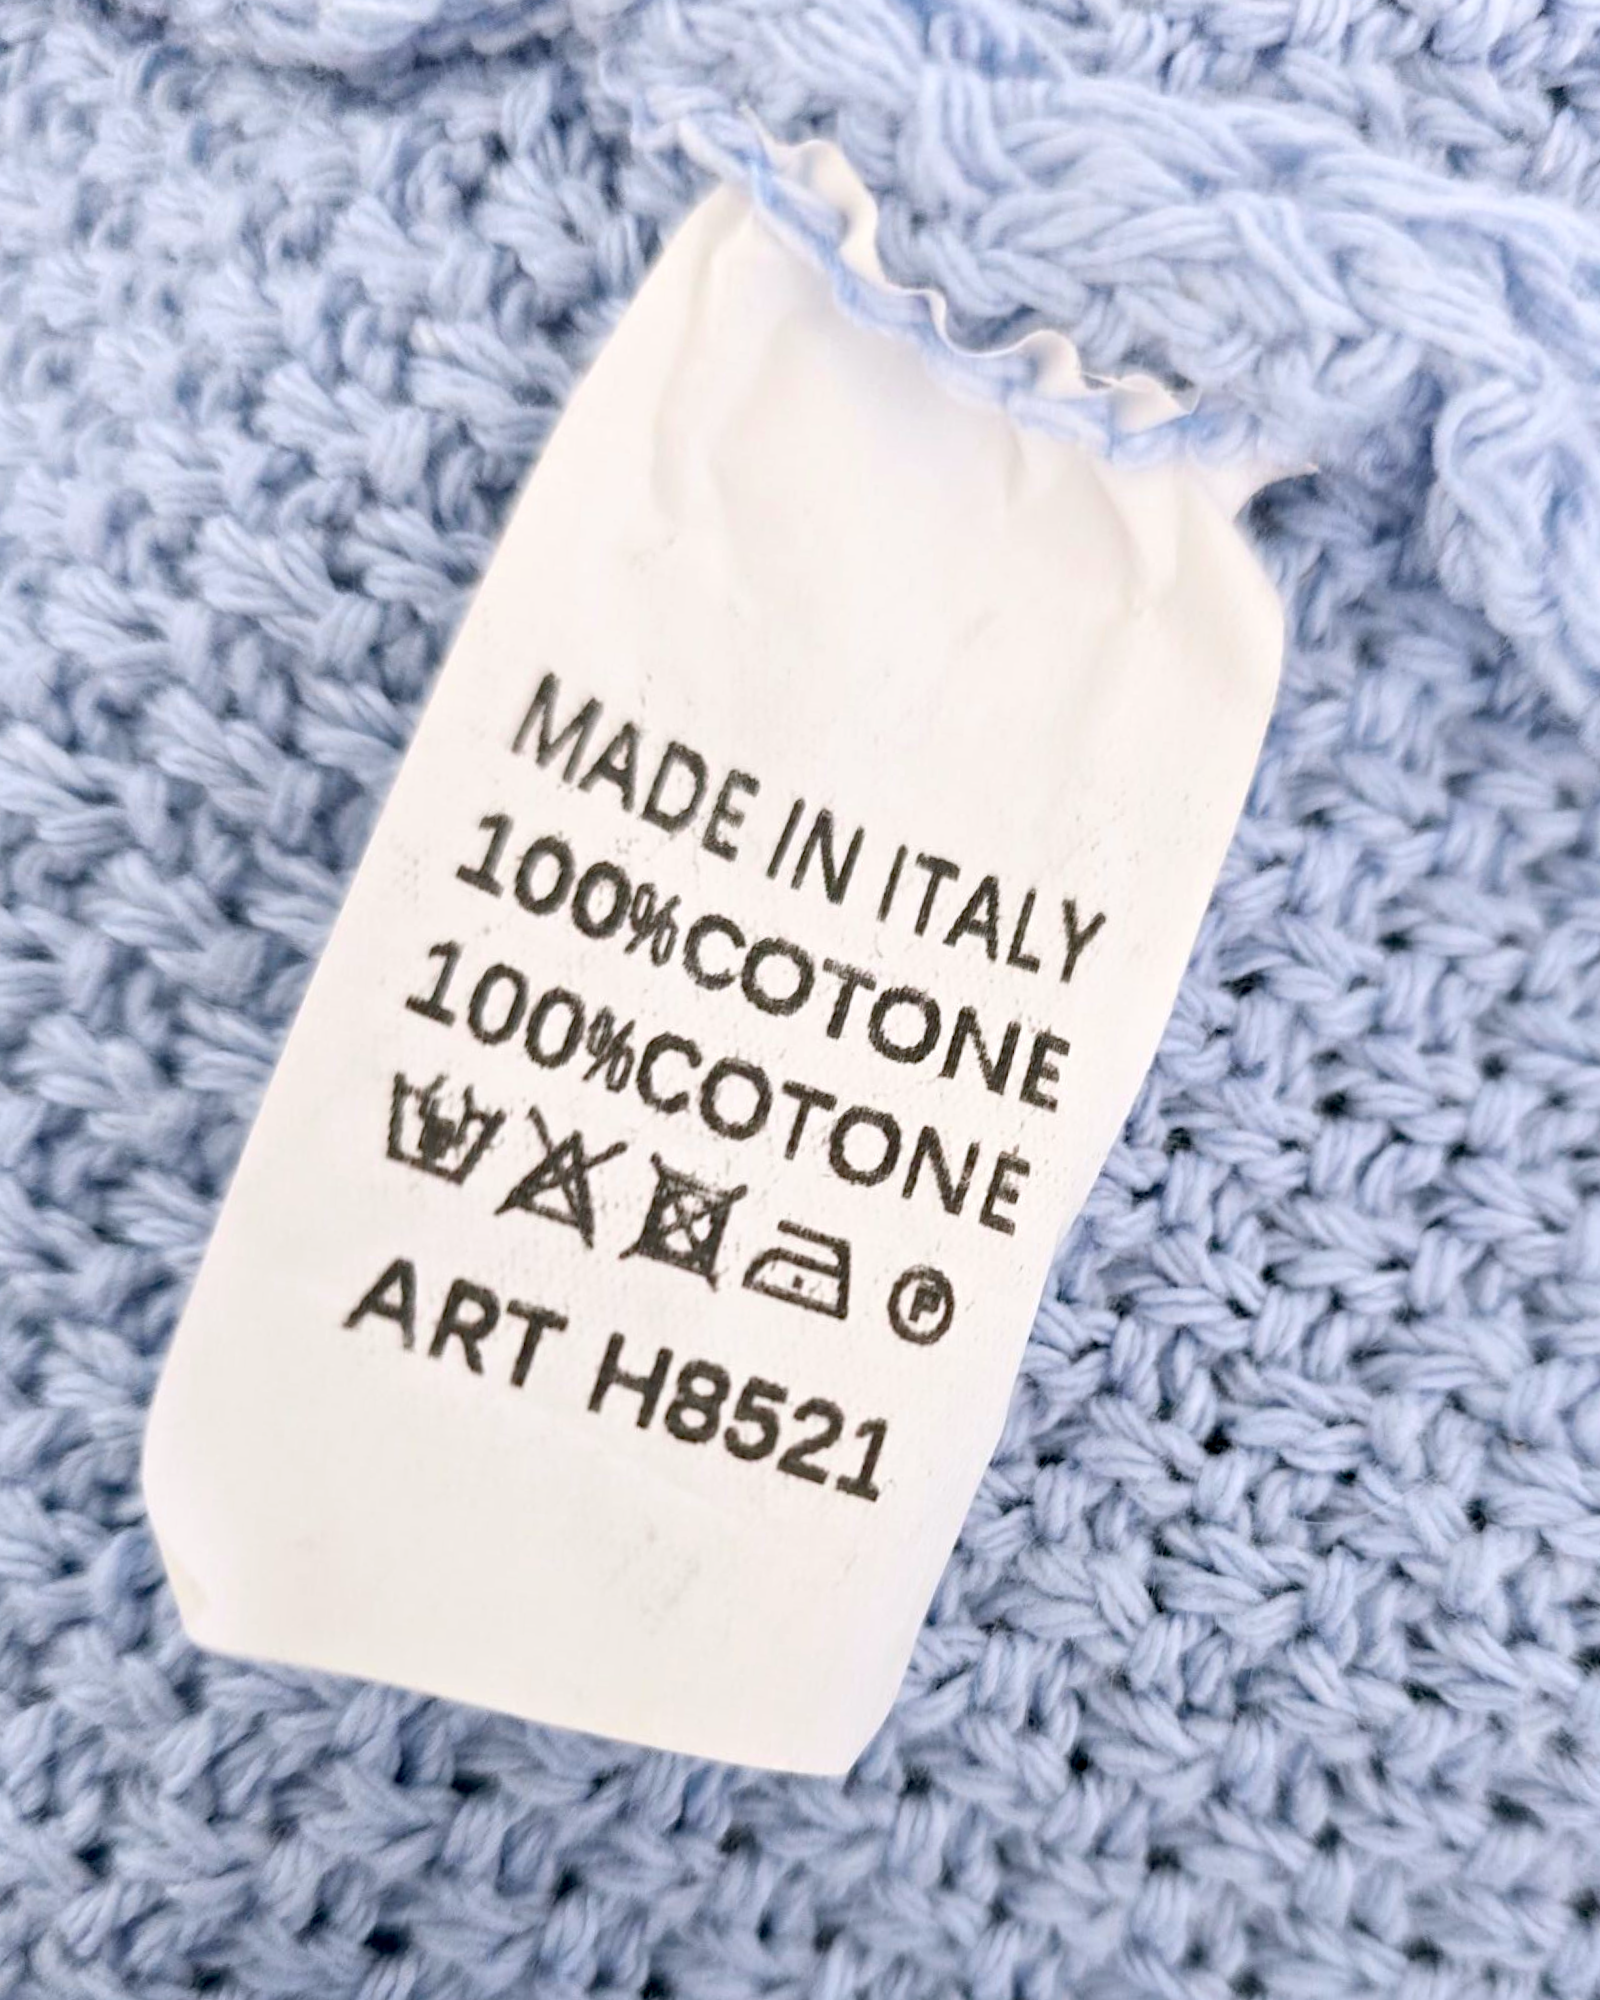 MADE IN ITALY
100%COTONE
100%COTONE
P
ART H8521